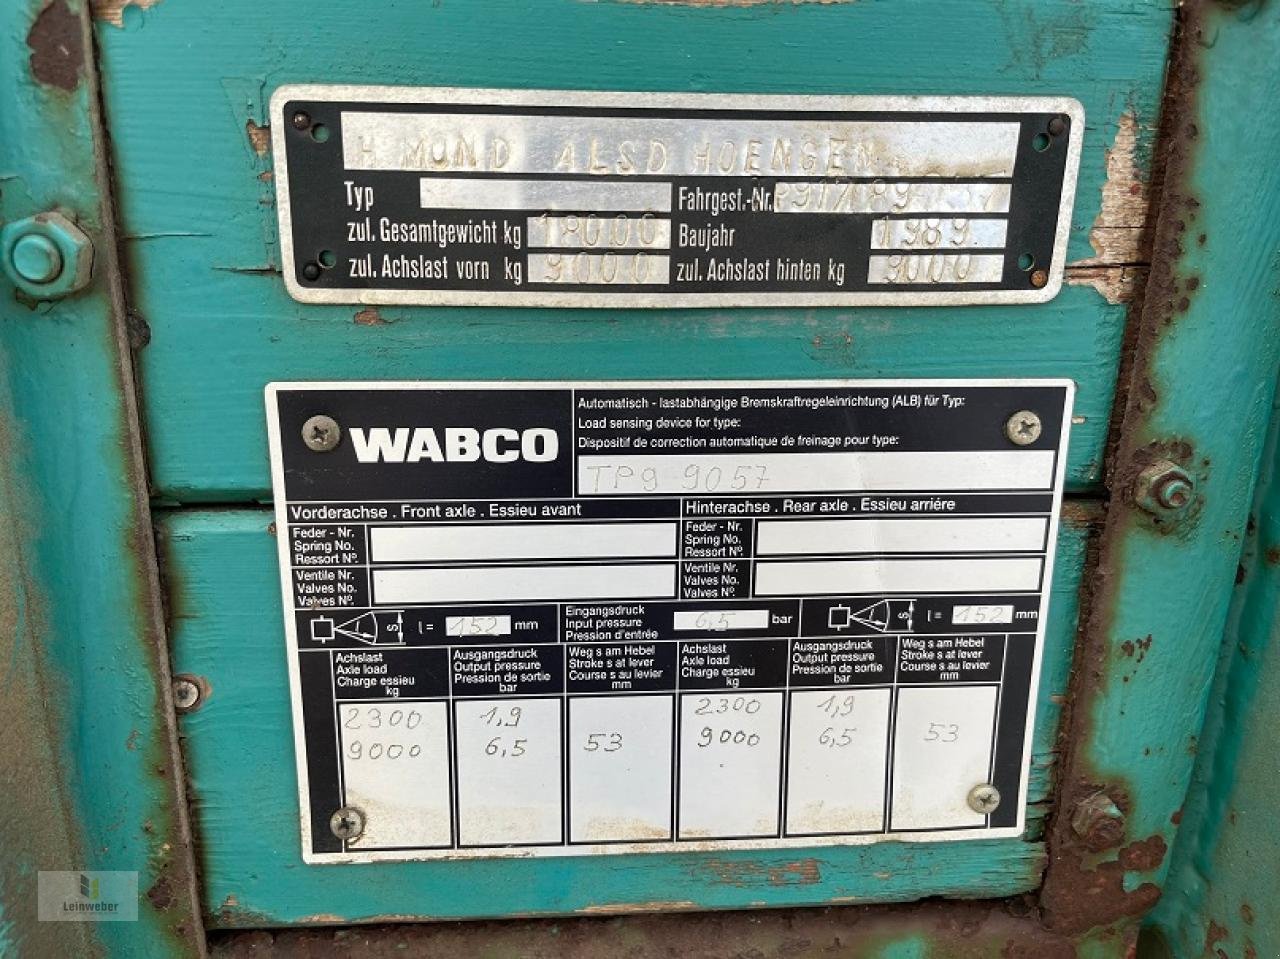 H MOND ALSD HOENGEN
Typ
Fahrgest.-Nr.
zul. Gesamtgewicht kg 18000 Baujahr 1989
zul. Achslast vorn kg 9000 zul. Achslast hinten kg 9000
WABCO
Automatisch - lastabhängige Bremskraftregeleinrichtung (ALB) für Typ:
Load sensing device for type:
Dispositif de correction automatique de freinage pour type:
TP9 9057
Vorderachse . Front axle . Essieu avant
Hinterachse . Rear axle . Essieu arriére
Feder - Nr.
Spring No.
Ressort Nº.
Feder - Nr.
Spring No.
Ressort Nº.
Ventile Nr.
Valves No.
Valves Nº.
Ventile Nr.
Valves No.
Valves Nº.
S l = 152 mm
Eingangsdruck
Input pressure
Pression d'entrée
6,5 bar
S l = 152 mm
Achslast
Axle load
Charge essieu
kg
Ausgangsdruck
Output pressure
Pression de sortie
bar
Weg s am Hebel
Stroke s at lever
Course s au levier
mm
Achslast
Axle load
Charge essieu
kg
Ausgangsdruck
Output pressure
Pression de sortie
bar
Weg s am Hebel
Stroke s at lever
Course s au levier
mm
2300 1,9 2300 1,9
9000 6,5 53 9000 6,5 53
Leinweber